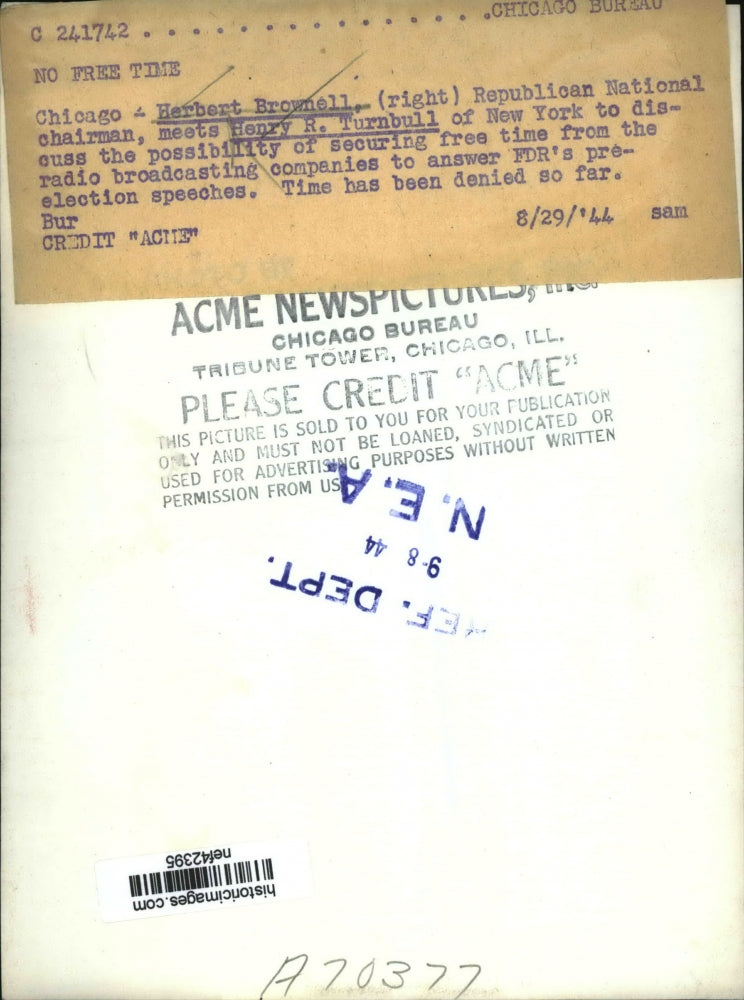 C 241742 . . . . . . . . . . . . . . . . .CHICAGO BUREAU
NO FREE TIME
Chicago - Herbert Brownell, (right) Republican National
chairman, meets Henry R. Turnbull of New York to dis-
cuss the possibility of securing free time from the
radio broadcasting companies to answer FDR's pre-
election speeches. Time has been denied so far.
Bur 8/29/'44 sam
CREDIT "ACME"
ACME NEWSPICTURES, Inc.
CHICAGO BUREAU
TRIBUNE TOWER, CHICAGO, ILL.
PLEASE CREDIT "ACME"
THIS PICTURE IS SOLD TO YOU FOR YOUR PUBLICATION
ONLY AND MUST NOT BE LOANED, SYNDICATED OR
USED FOR ADVERTISING PURPOSES WITHOUT WRITTEN
PERMISSION FROM US
REF. DEPT.
9-8 44
N.E.A.
historicimages.com
nef42395
A70377